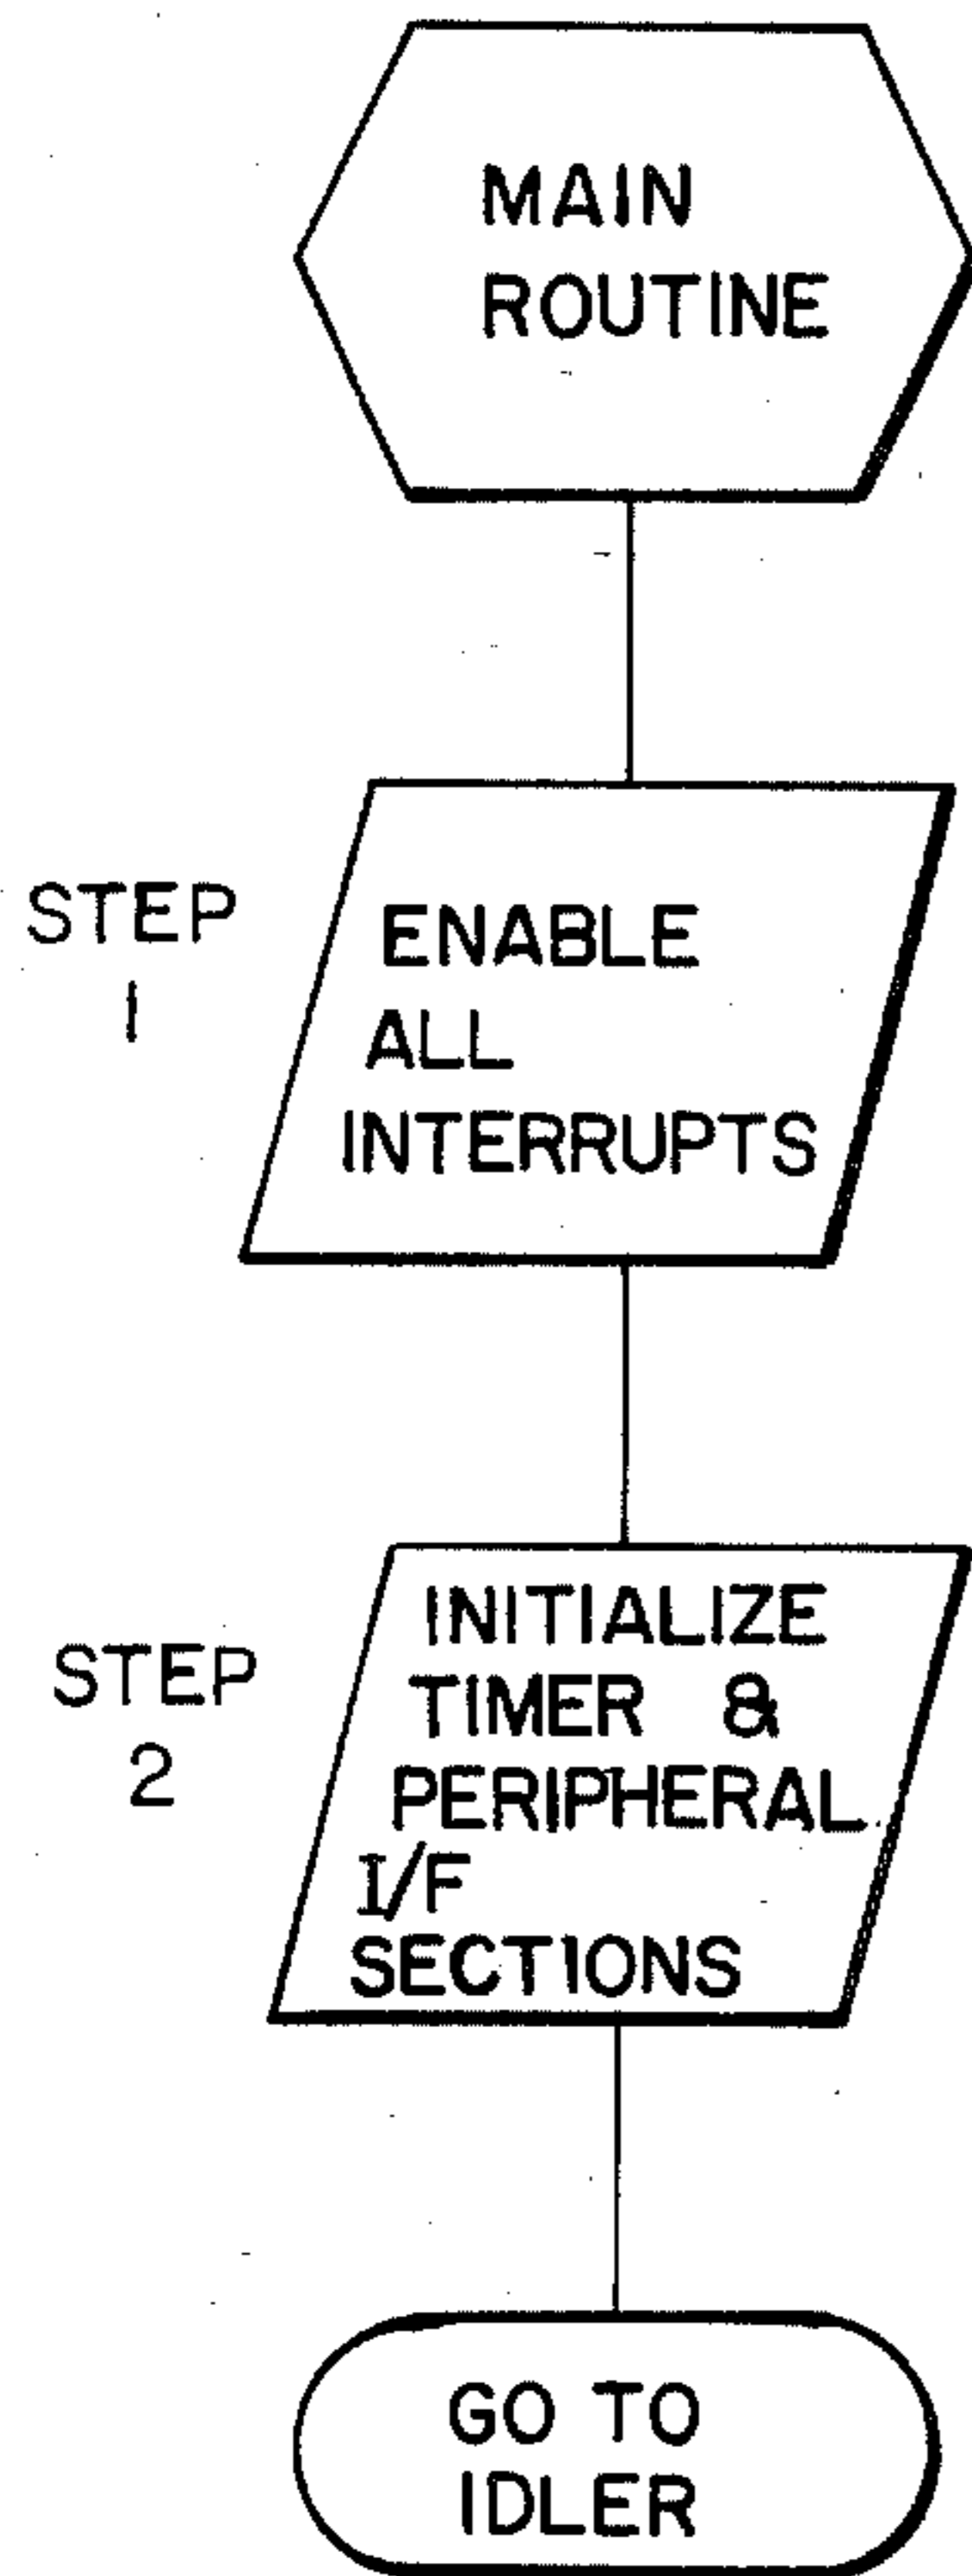 MAIN
ROUTINE
STEP
1
ENABLE
ALL
INTERRUPTS
STEP
2
INITIALIZE
TIMER &
PERIPHERAL
I/F
SECTIONS
GO TO
IDLER